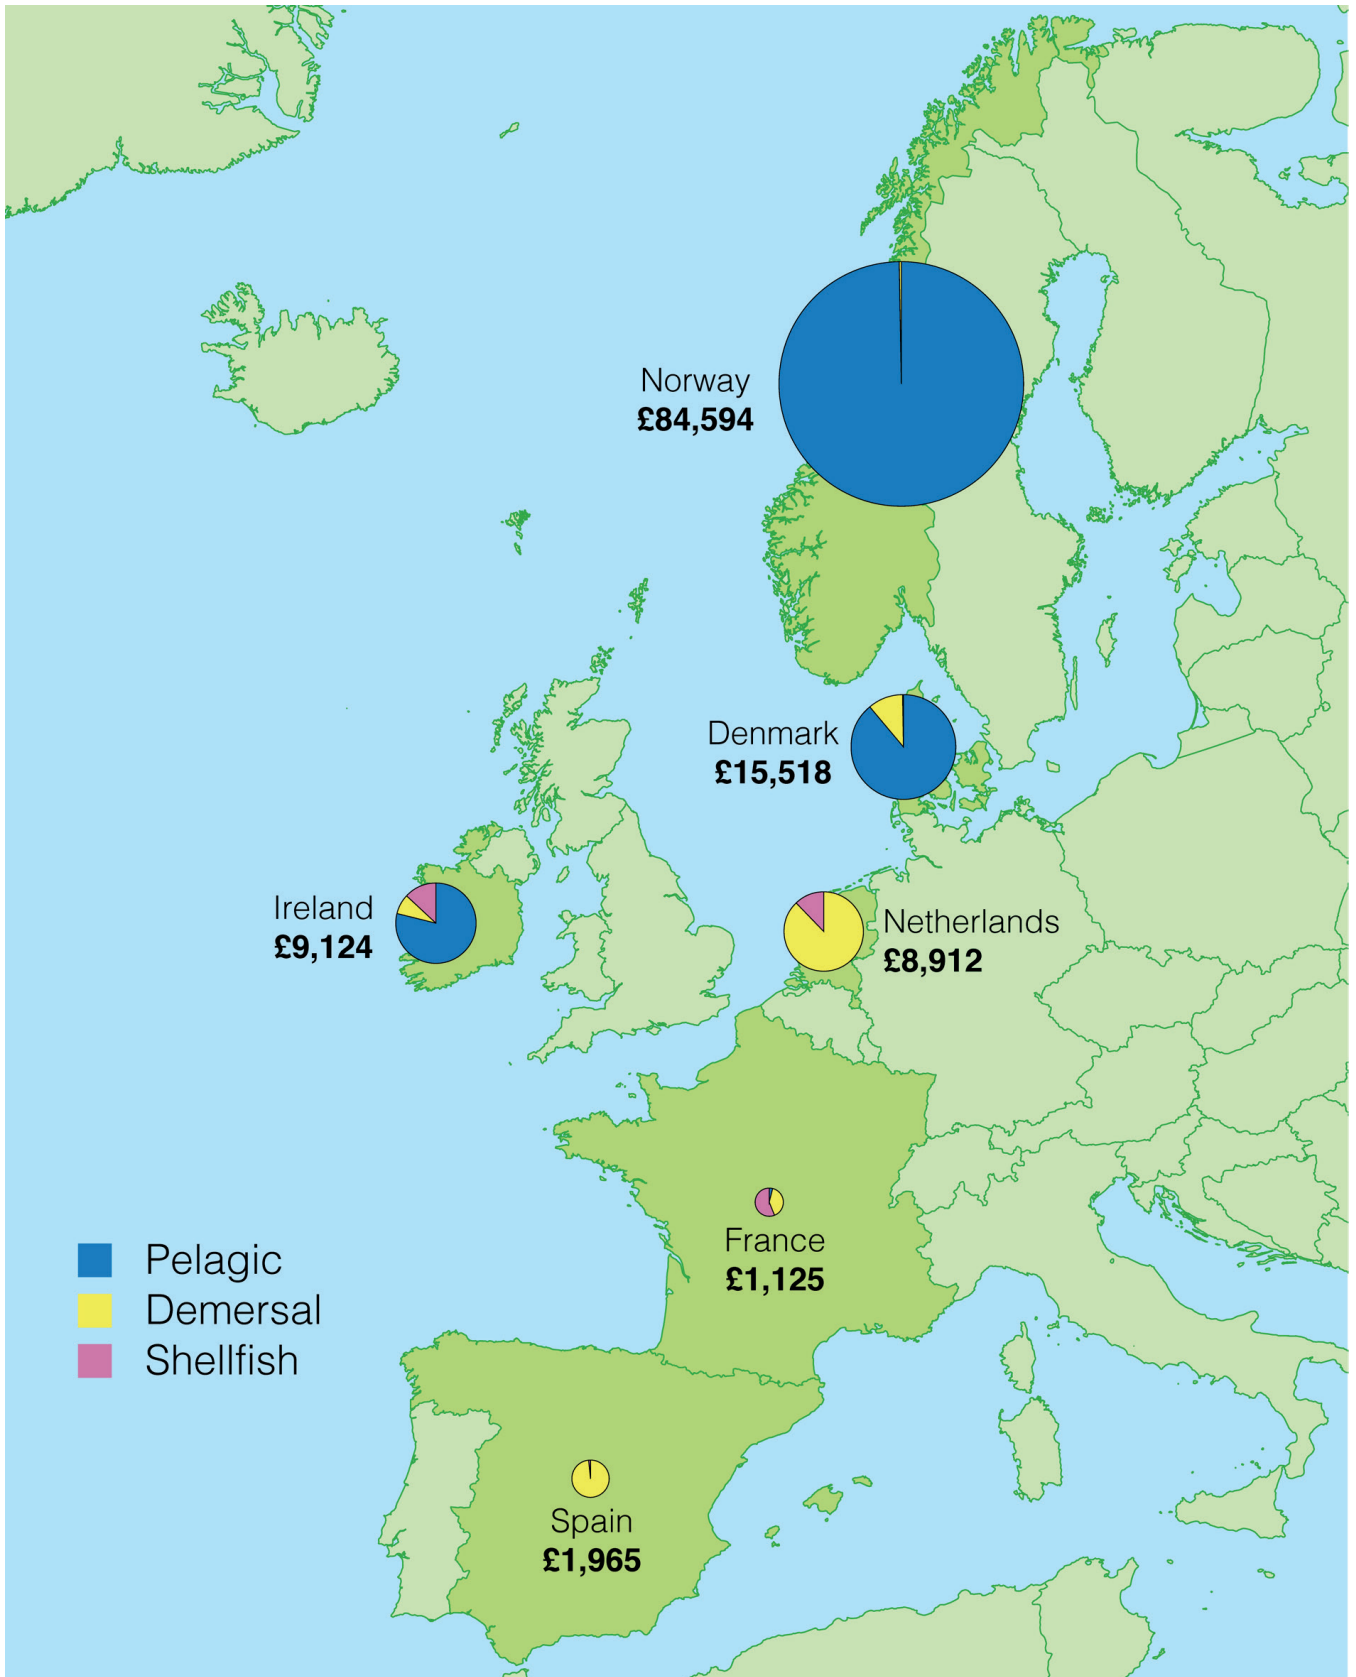 Norway
£84,594
Denmark
£15,518
Ireland
£9,124
Netherlands
£8,912
France
£1,125
Pelagic
Demersal
Shellfish
Spain
£1,965